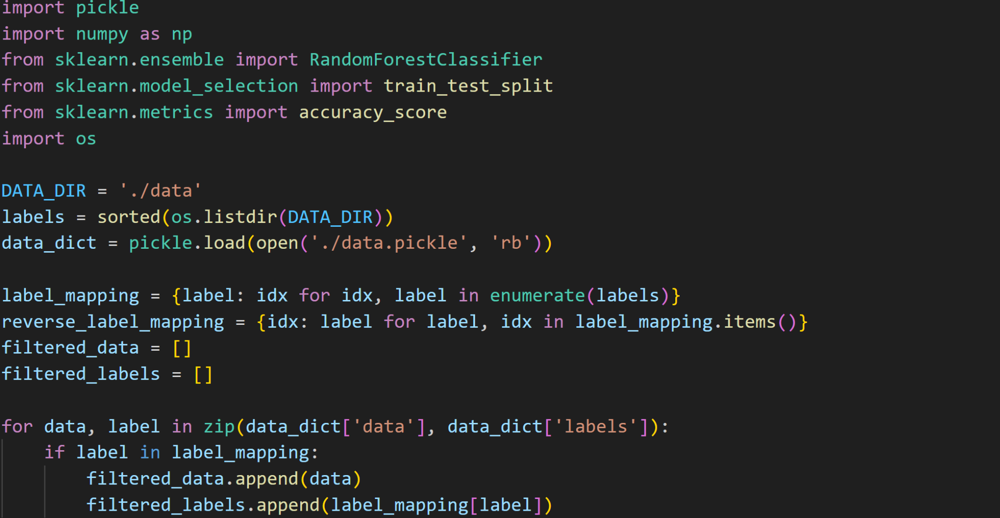 import pickle
import numpy as np
from sklearn.ensemble import RandomForestClassifier
from sklearn.model_selection import train_test_split
from sklearn.metrics import accuracy_score
import os

DATA_DIR = './data'
labels = sorted(os.listdir(DATA_DIR))
data_dict = pickle.load(open('./data.pickle', 'rb'))

label_mapping = {label: idx for idx, label in enumerate(labels)}
reverse_label_mapping = {idx: label for label, idx in label_mapping.items()}
filtered_data = []
filtered_labels = []

for data, label in zip(data_dict['data'], data_dict['labels']):
    if label in label_mapping:
        filtered_data.append(data)
        filtered_labels.append(label_mapping[label])